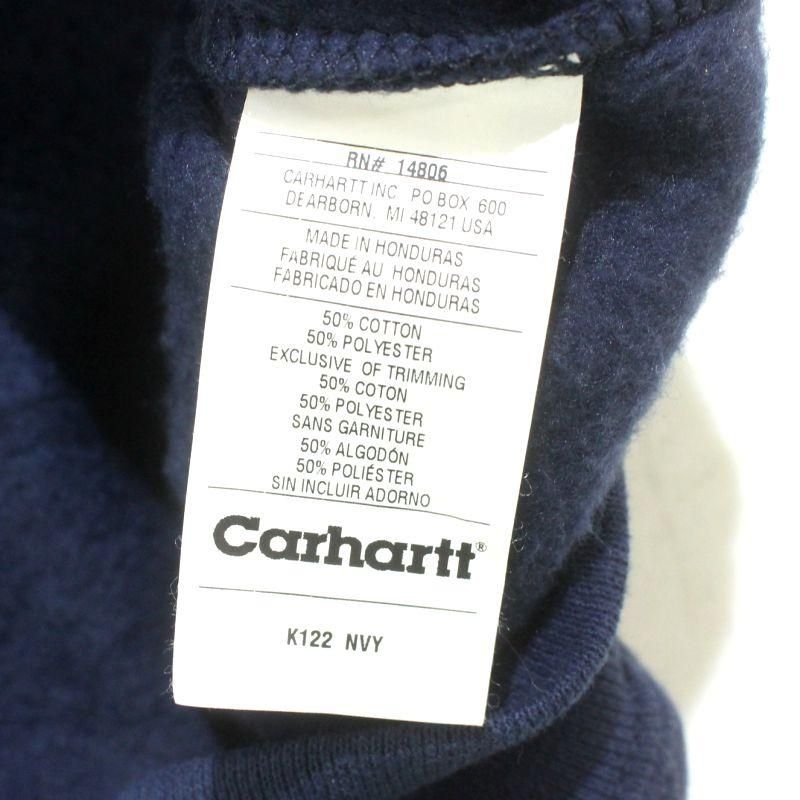 RN# 14806
CARHARTT INC. PO BOX 600
DEARBORN, MI 48121 USA
MADE IN HONDURAS
FABRIQUÉ AU HONDURAS
FABRICADO EN HONDURAS
50% COTTON
50% POLYESTER
EXCLUSIVE OF TRIMMING
50% COTON
50% POLYESTER
SANS GARNITURE
50% ALGODÓN
50% POLIÉSTER
SIN INCLUIR ADORNO
Carhartt®
K122 NVY